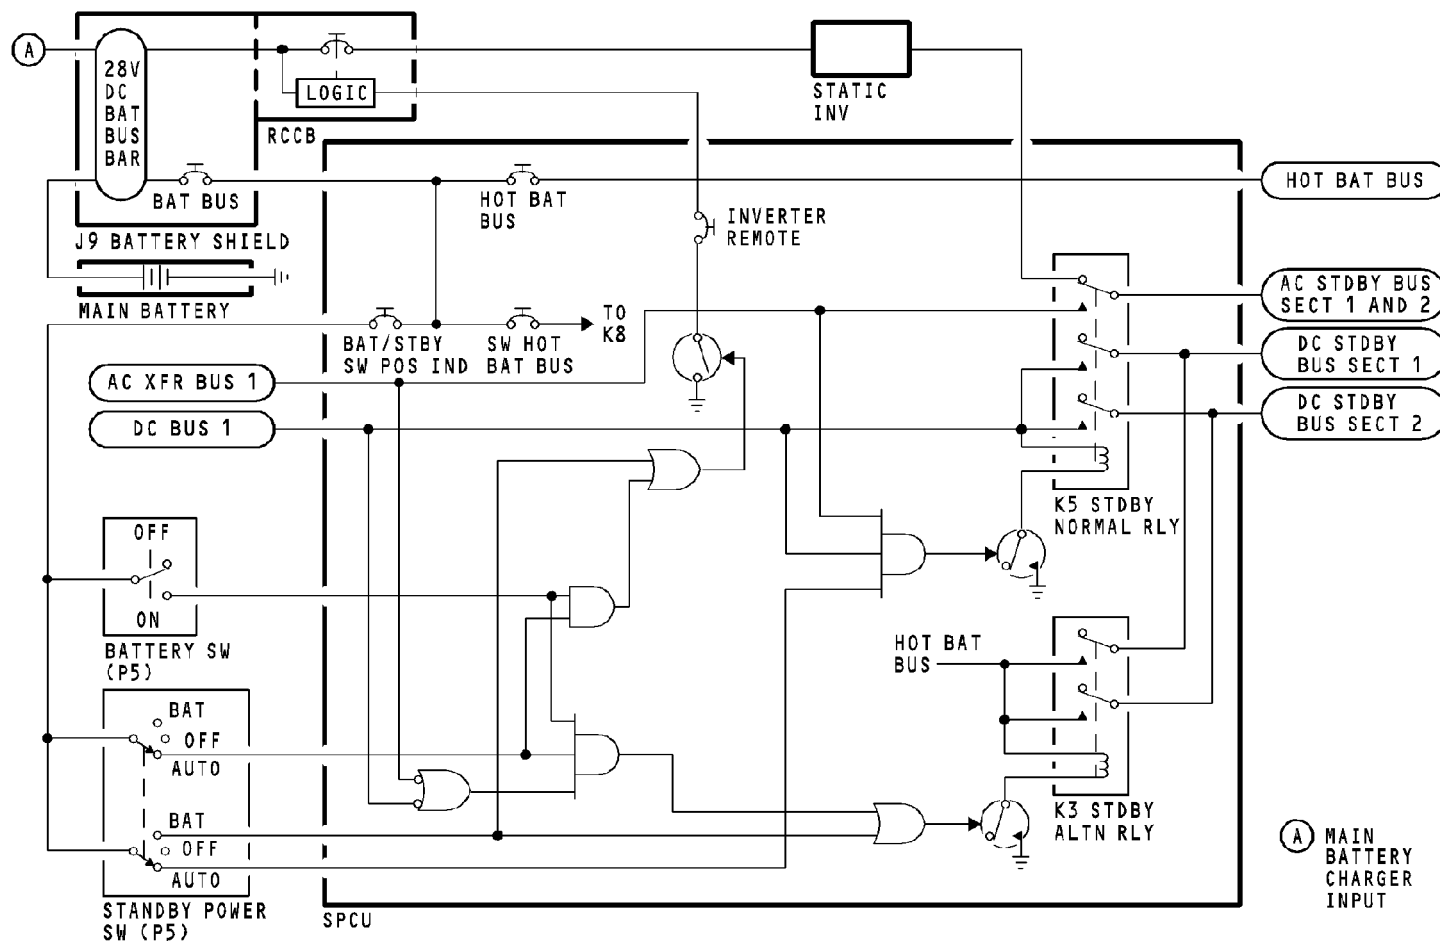 A
28V
DC
BAT
BUS
BAR
LOGIC
RCCB
STATIC
INV
BAT BUS
HOT BAT
BUS
HOT BAT BUS
J9 BATTERY SHIELD
INVERTER
REMOTE
MAIN BATTERY
AC STDBY BUS
SECT 1 AND 2
BAT/STBY
SW POS IND
SW HOT
BAT BUS
TO
K8
DC STDBY
BUS SECT 1
AC XFR BUS 1
DC BUS 1
DC STDBY
BUS SECT 2
K5 STDBY
NORMAL RLY
OFF
ON
BATTERY SW
(P5)
HOT BAT
BUS
BAT
OFF
AUTO
BAT
OFF
AUTO
STANDBY POWER
SW (P5)
SPCU
K3 STDBY
ALTN RLY
A
MAIN
BATTERY
CHARGER
INPUT